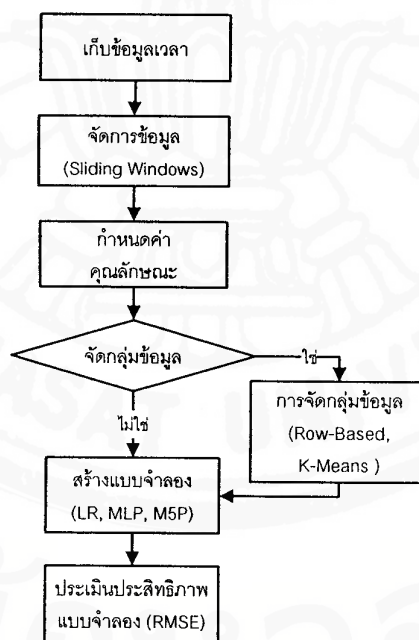 เก็บข้อมูลเวลา
จัดการข้อมูล
(Sliding Windows)
กำหนดค่า
คุณลักษณะ
จัดกลุ่มข้อมูล
ใช่
ไม่ใช่
การจัดกลุ่มข้อมูล
(Row-Based,
K-Means )
สร้างแบบจำลอง
(LR, MLP, M5P)
ประเมินประสิทธิภาพ
แบบจำลอง (RMSE)